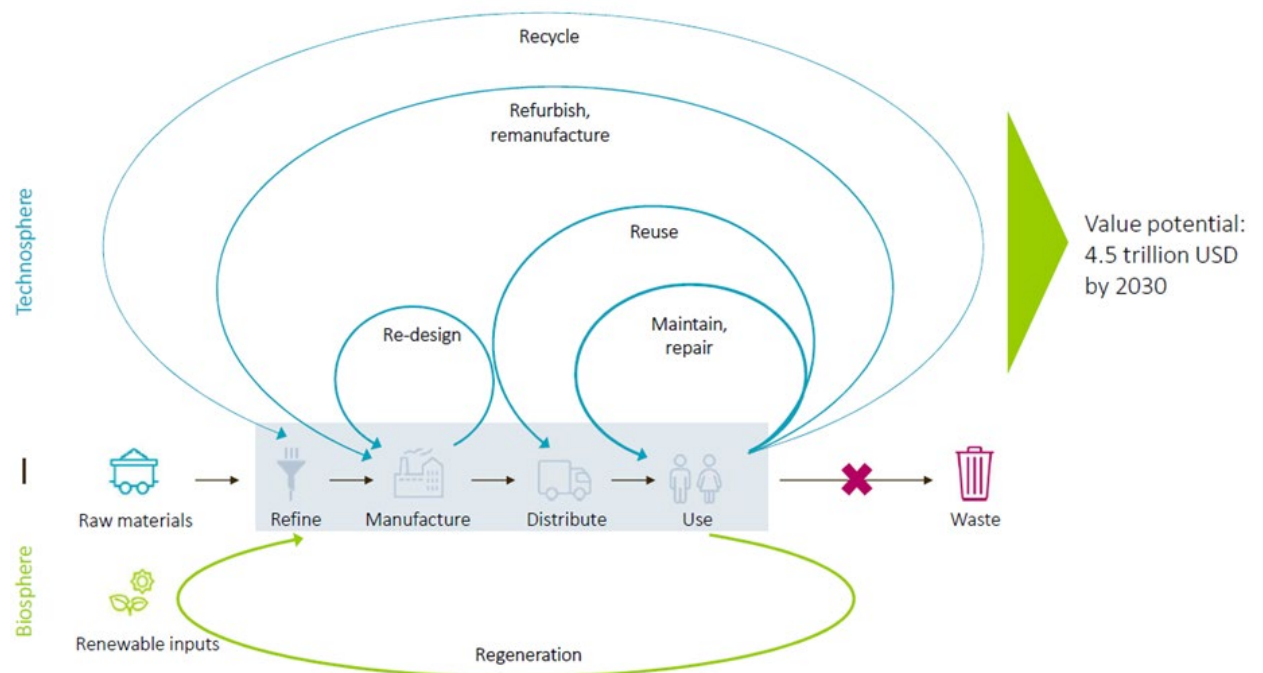 Recycle
Refurbish,
remanufacture
Reuse
Re-design
Maintain,
repair
Technosphere
Value potential:
4.5 trillion USD
by 2030
Raw materials
Refine
Manufacture
Distribute
Use
Waste
Biosphere
Renewable inputs
Regeneration